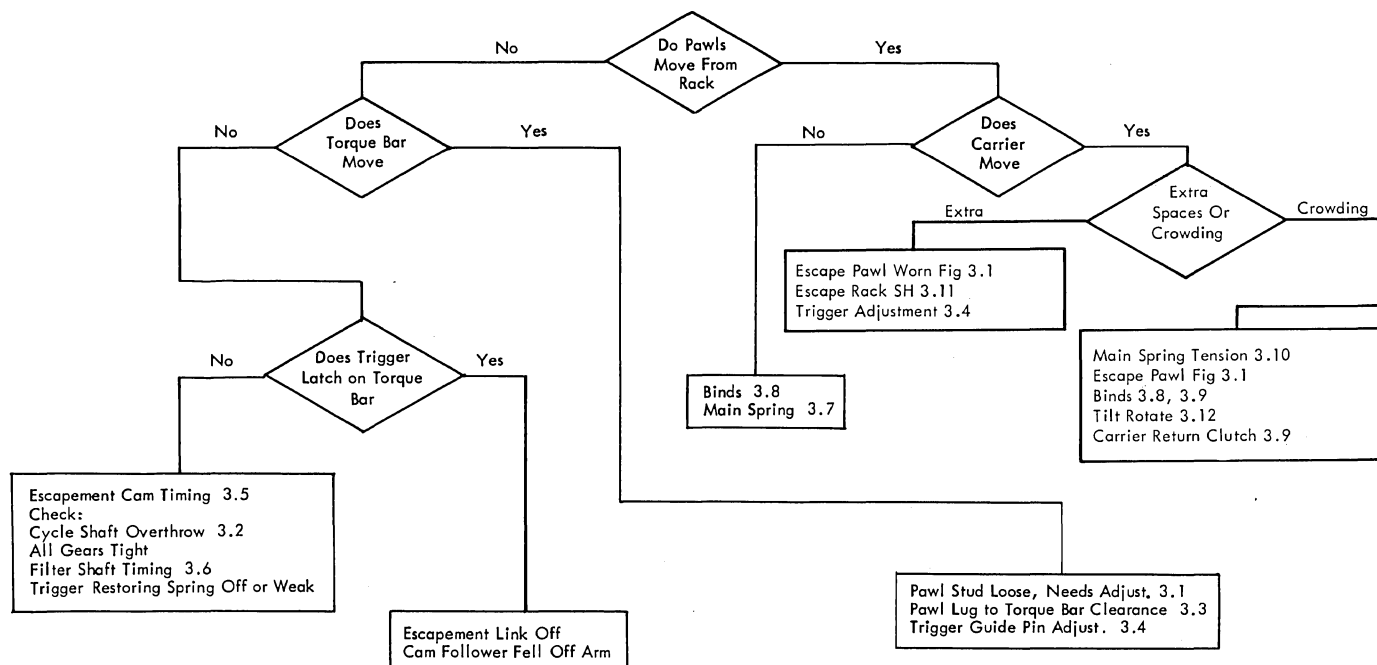 Do Pawls
Move From
Rack
No
Yes
Does
Torque Bar
Move
No
Yes
Does
Carrier
Move
No
Yes
Extra
Spaces Or
Crowding
Extra
Crowding
Escape Pawl Worn Fig 3.1
Escape Rack SH 3.11
Trigger Adjustment 3.4
Does Trigger
Latch on Torque
Bar
No
Yes
Binds 3.8
Main Spring 3.7
Main Spring Tension 3.10
Escape Pawl Fig 3.1
Binds 3.8, 3.9
Tilt Rotate 3.12
Carrier Return Clutch 3.9
Escapement Cam Timing 3.5
Check:
Cycle Shaft Overthrow 3.2
All Gears Tight
Filter Shaft Timing 3.6
Trigger Restoring Spring Off or Weak
Escapement Link Off
Cam Follower Fell Off Arm
Pawl Stud Loose, Needs Adjust. 3.1
Pawl Lug to Torque Bar Clearance 3.3
Trigger Guide Pin Adjust. 3.4